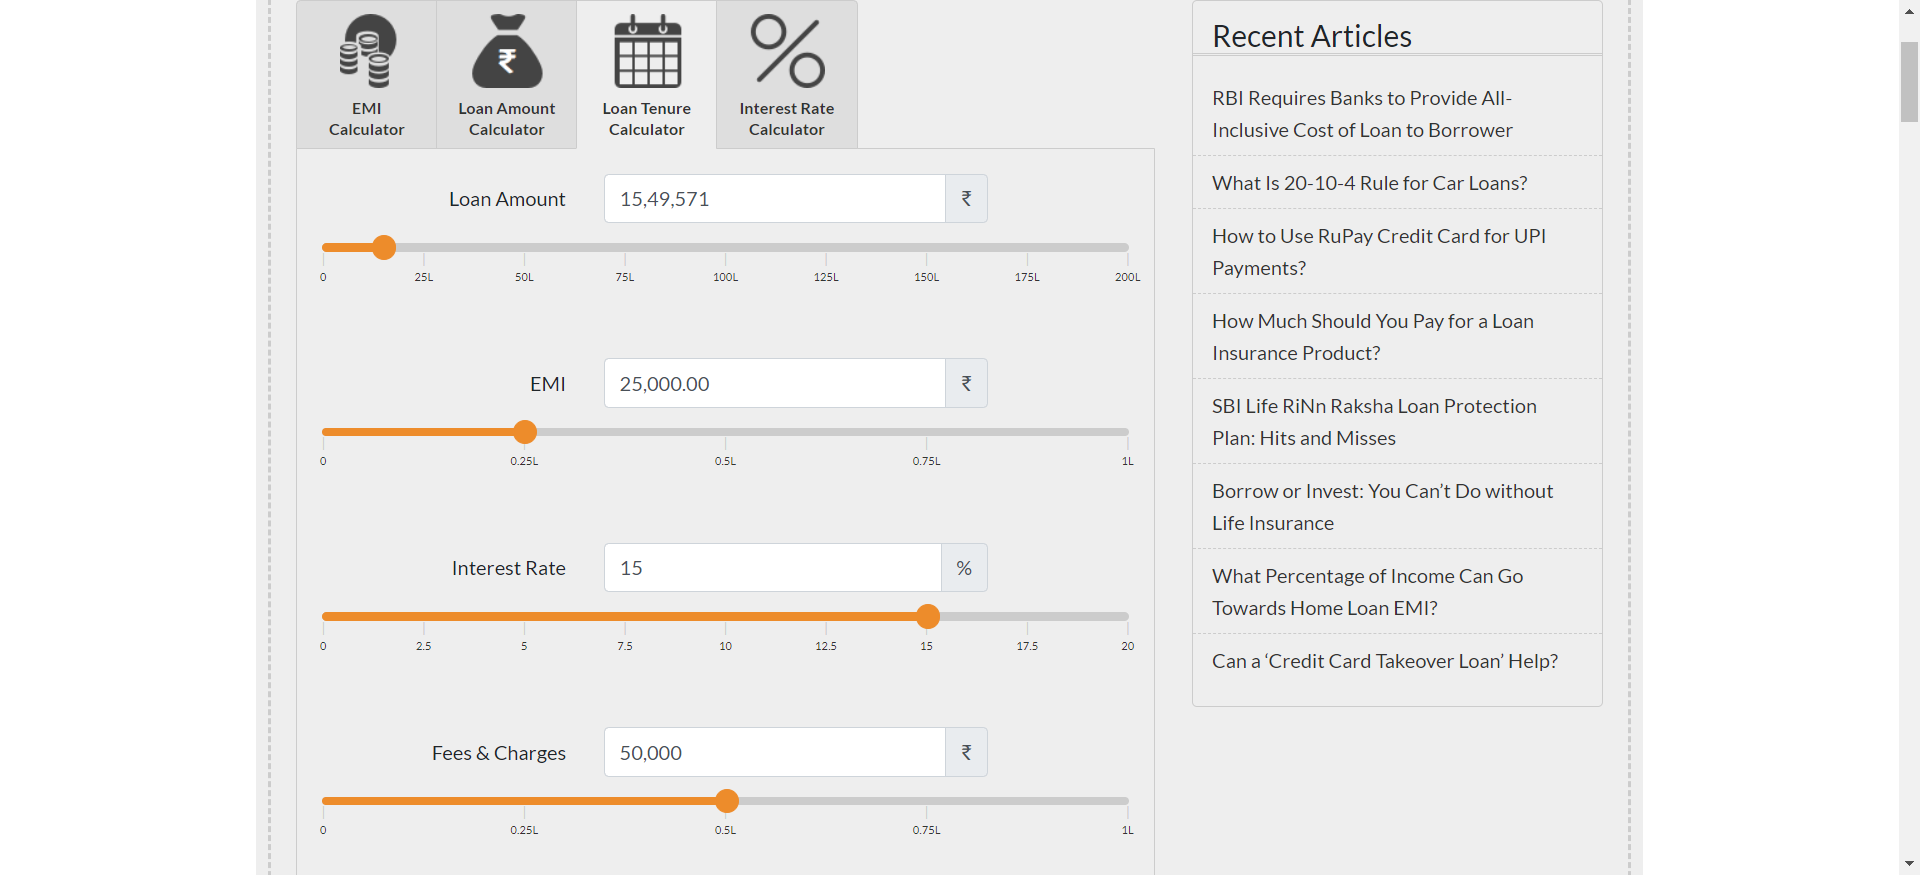 EMI
Calculator
Loan Amount
Calculator
Loan Tenure
Calculator
Interest Rate
Calculator
Loan Amount
15,49,571
₹
0 25L 50L 75L 100L 125L 150L 175L 200L
EMI
25,000.00
₹
0 0.25L 0.5L 0.75L 1L
Interest Rate
15
%
0 2.5 5 7.5 10 12.5 15 17.5 20
Fees & Charges
50,000
₹
0 0.25L 0.5L 0.75L 1L
Recent Articles
RBI Requires Banks to Provide All-
Inclusive Cost of Loan to Borrower
What Is 20-10-4 Rule for Car Loans?
How to Use RuPay Credit Card for UPI
Payments?
How Much Should You Pay for a Loan
Insurance Product?
SBI Life RiNn Raksha Loan Protection
Plan: Hits and Misses
Borrow or Invest: You Can’t Do without
Life Insurance
What Percentage of Income Can Go
Towards Home Loan EMI?
Can a ‘Credit Card Takeover Loan’ Help?